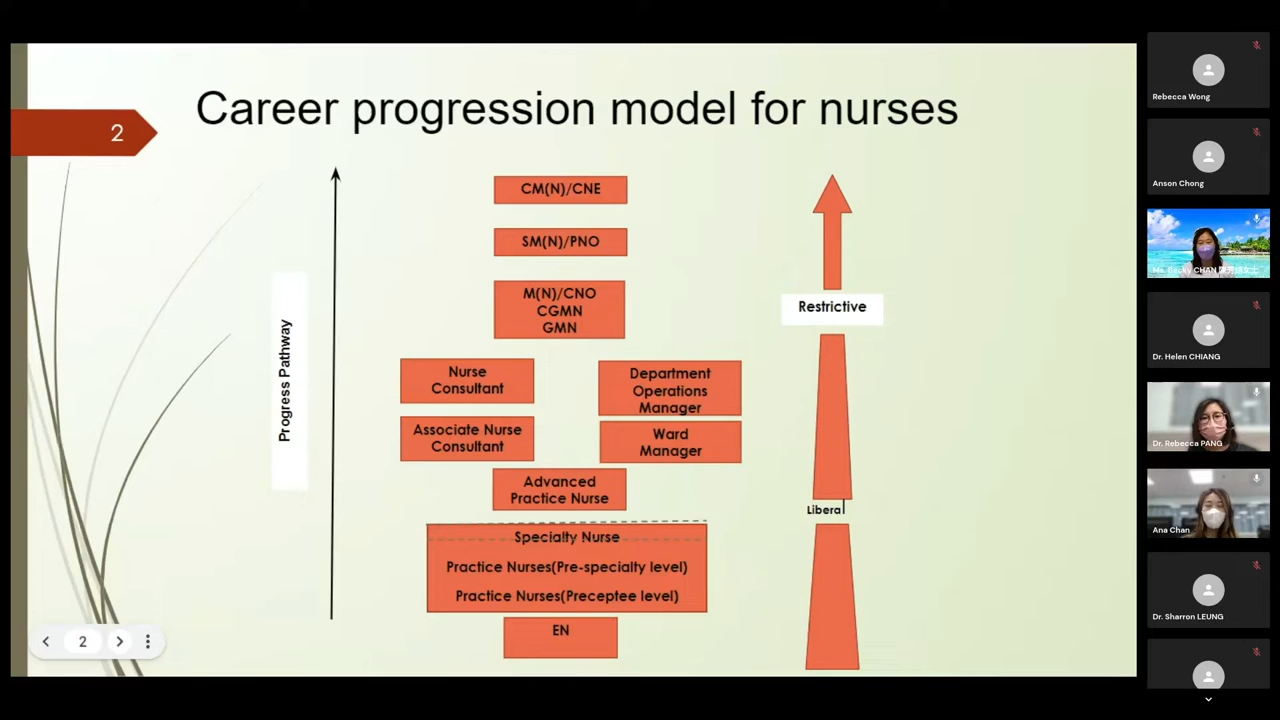 2
Career progression model for nurses
Progress Pathway
CM(N)/CNE
SM(N)/PNO
M(N)/CNO
CGMN
GMN
Nurse
Consultant
Department
Operations
Manager
Associate Nurse
Consultant
Ward
Manager
Advanced
Practice Nurse
Specialty Nurse
Practice Nurses(Pre-specialty level)
Practice Nurses(Preceptee level)
EN
Restrictive
Libera
2
Rebecca Wong
Anson Chong
Ms. Becky CHAN
Dr. Helen CHIANG
Dr. Rebecca PANG
Ana Chan
Dr. Sharron LEUNG